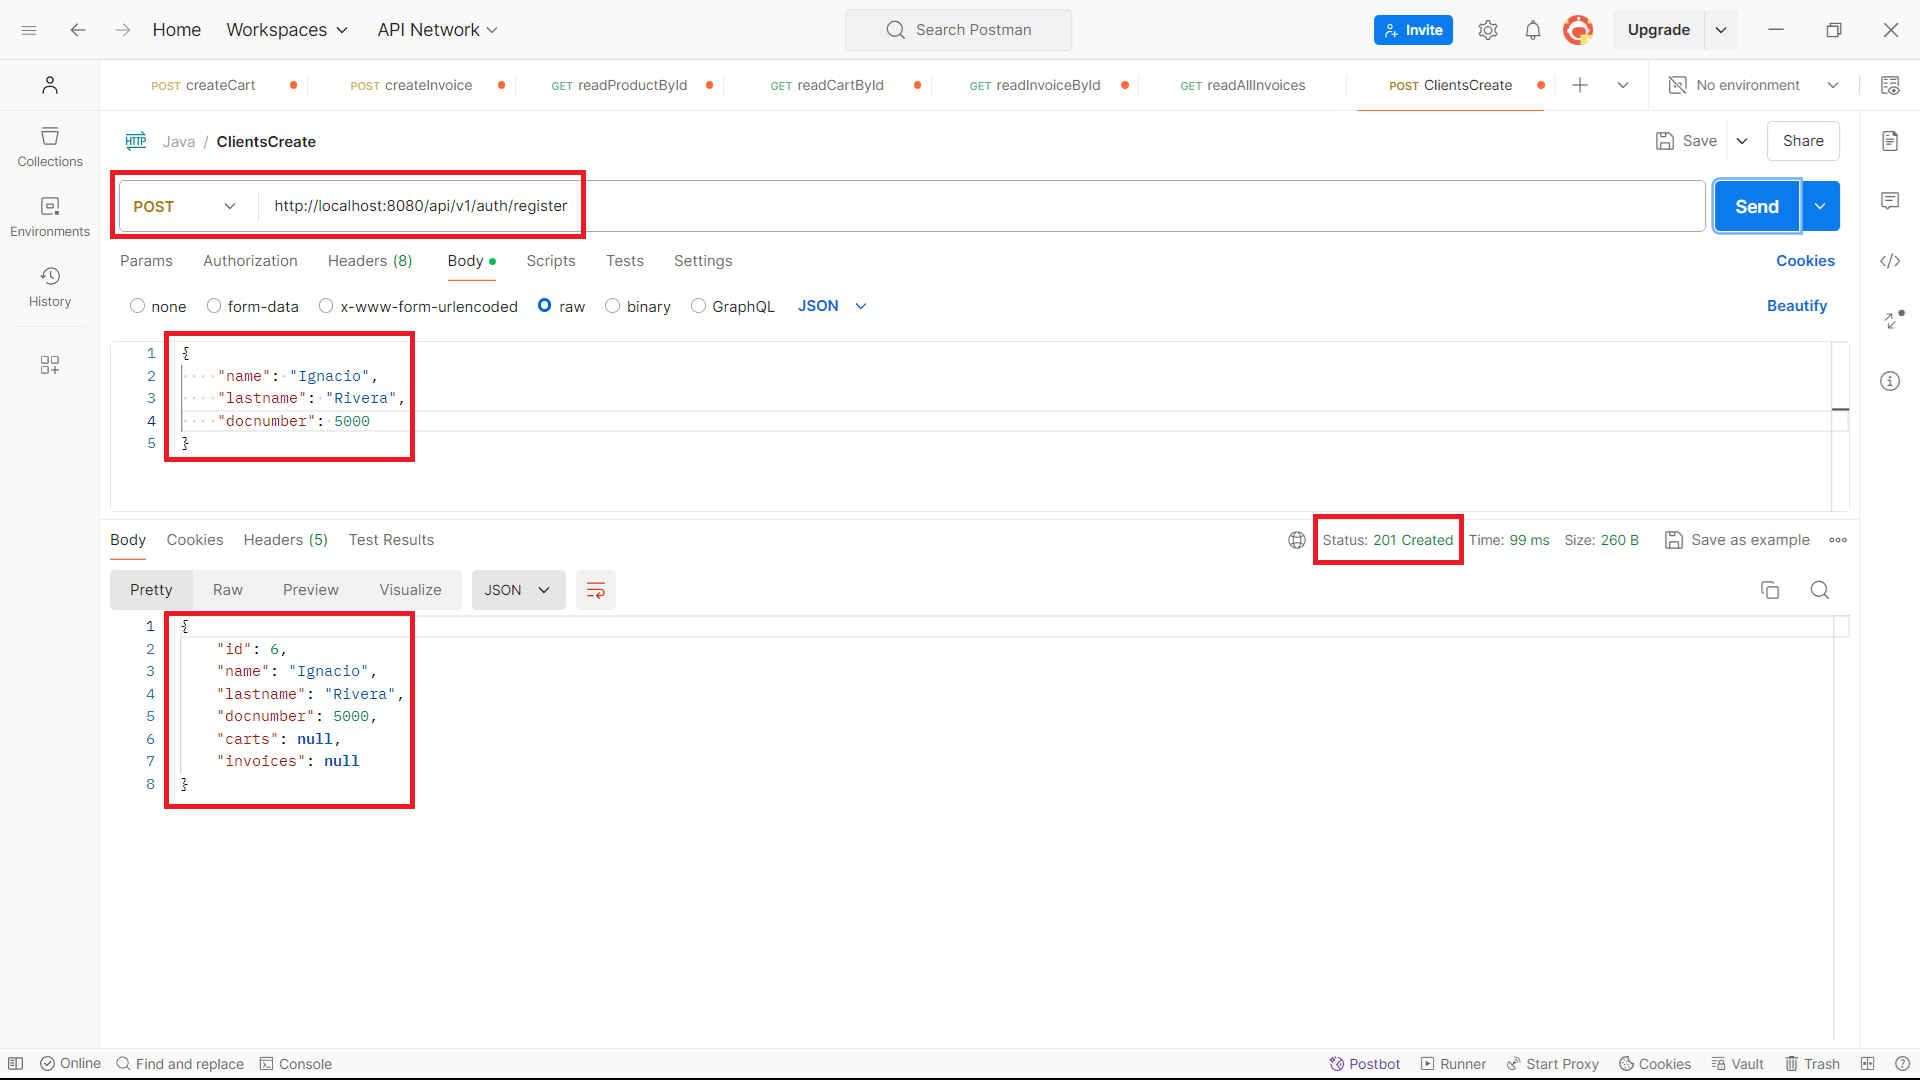 Home Workspaces API Network Search Postman Invite Upgrade
POST createCart POST createInvoice GET readProductById GET readCartById GET readInvoiceById GET readAllInvoices POST ClientsCreate No environment
HTTP Java / ClientsCreate Save Share
Collections
POST http://localhost:8080/api/v1/auth/register Send
Environments
Params Authorization Headers (8) Body Scripts Tests Settings Cookies
History
none form-data x-www-form-urlencoded raw binary GraphQL JSON Beautify
1 {
2 "name": "Ignacio",
3 "lastname": "Rivera",
4 "docnumber": 5000
5 }
Body Cookies Headers (5) Test Results Status: 201 Created Time: 99 ms Size: 260 B Save as example
Pretty Raw Preview Visualize JSON
1 {
2 "id": 6,
3 "name": "Ignacio",
4 "lastname": "Rivera",
5 "docnumber": 5000,
6 "carts": null,
7 "invoices": null
8 }
Online Find and replace Console Postbot Runner Start Proxy Cookies Vault Trash